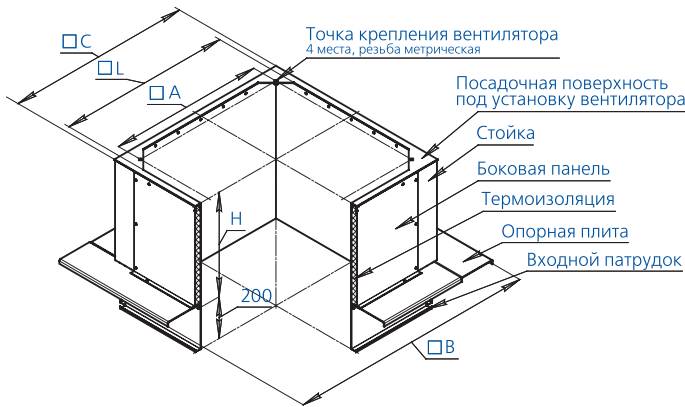 Точка крепления вентилятора
4 места, резьба метрическая
□C
□L
□A
Посадочная поверхность
под установку вентилятора
Стойка
Боковая панель
Термоизоляция
H
Опорная плита
Входной патрудок
200
□B